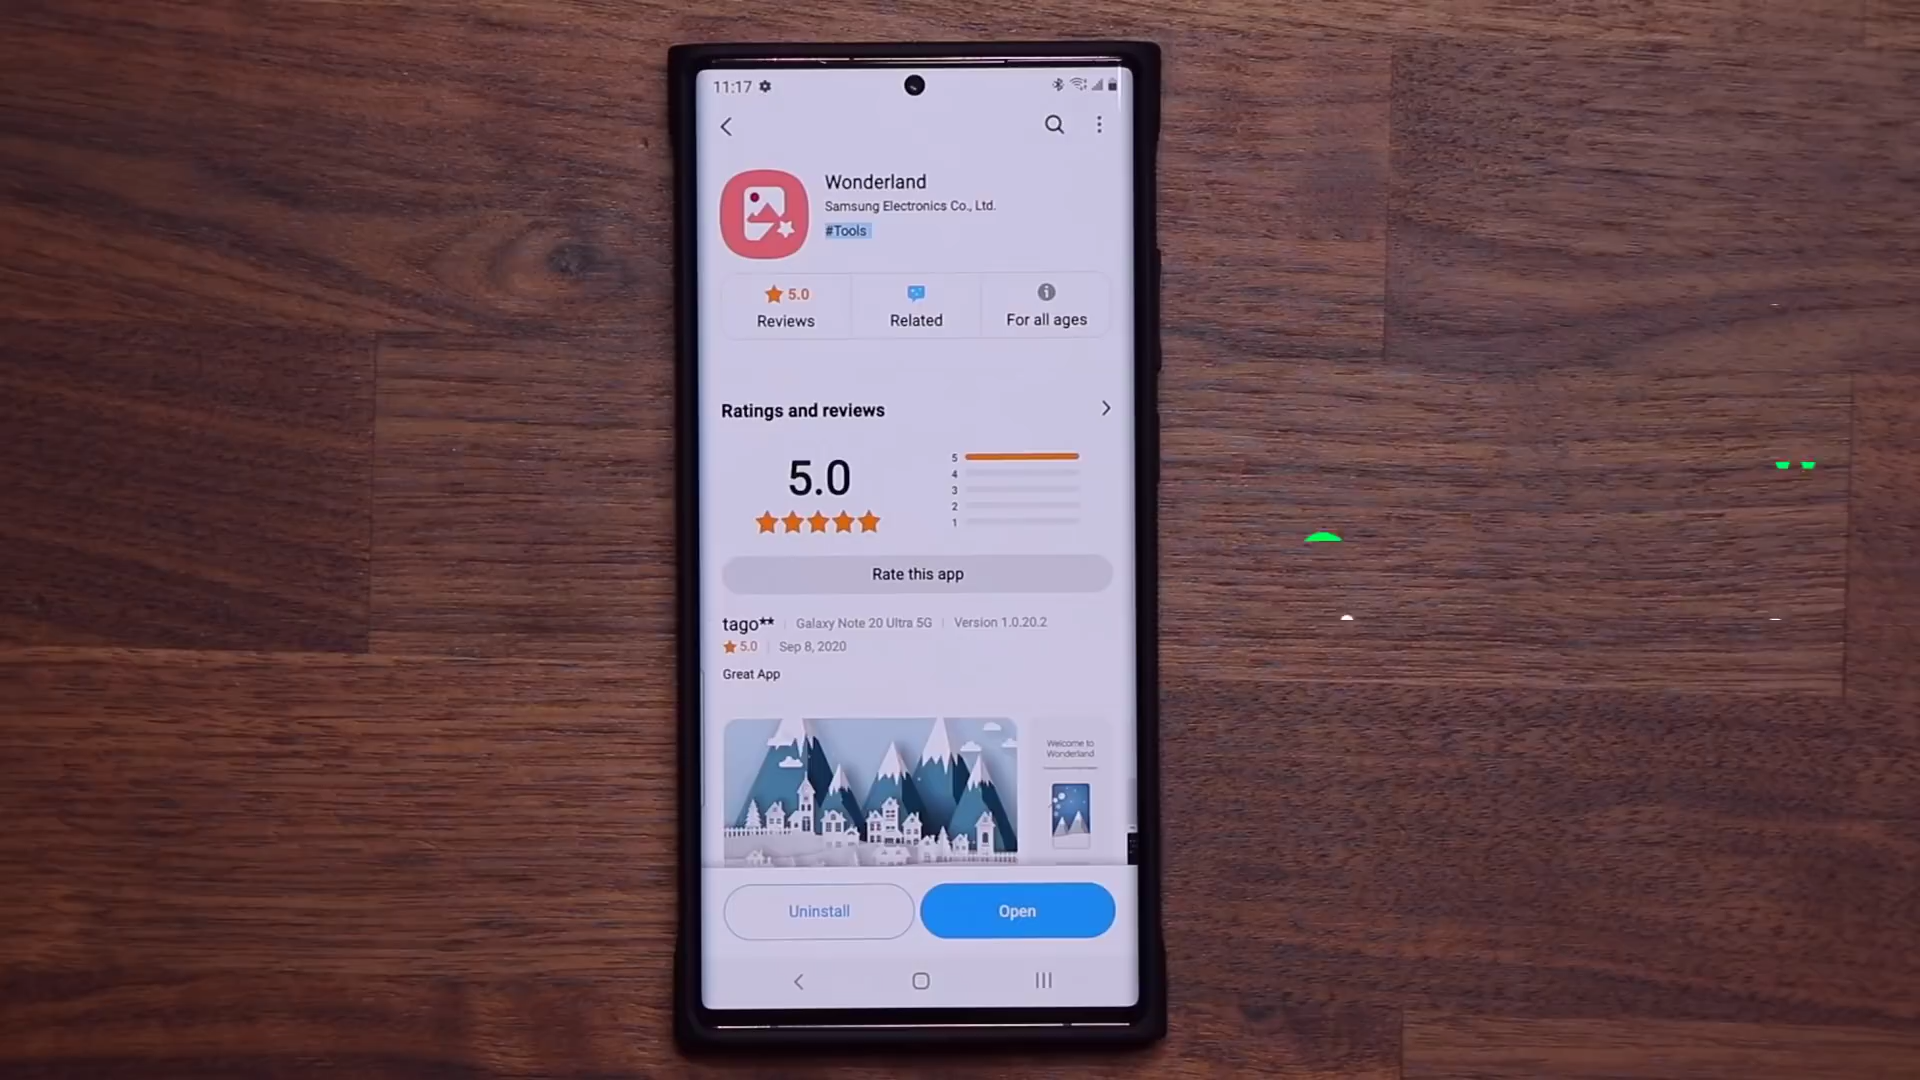 11:17
Wonderland
Samsung Electronics Co., Ltd.
#Tools
5.0
Reviews
Related
For all ages
Ratings and reviews
5.0
5
4
3
2
1
Rate this app
tago** Galaxy Note 20 Ultra 5G Version 1.0.20.2
5.0 Sep 8, 2020
Great App
Welcome to
Wonderland
Uninstall
Open